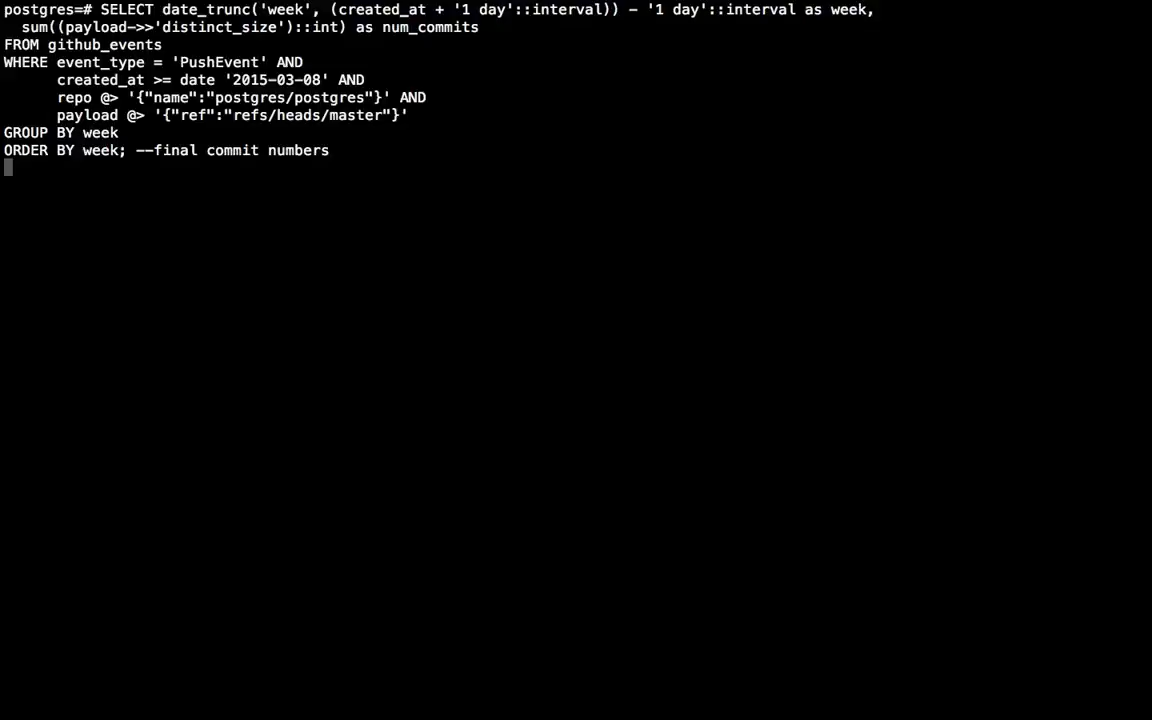 postgres=# SELECT date_trunc('week', (created_at + '1 day'::interval)) - '1 day'::interval as week,
  sum((payload->>'distinct_size')::int) as num_commits
FROM github_events
WHERE event_type = 'PushEvent' AND
      created_at >= date '2015-03-08' AND
      repo @> '{"name":"postgres/postgres"}' AND
      payload @> '{"ref":"refs/heads/master"}'
GROUP BY week
ORDER BY week; --final commit numbers